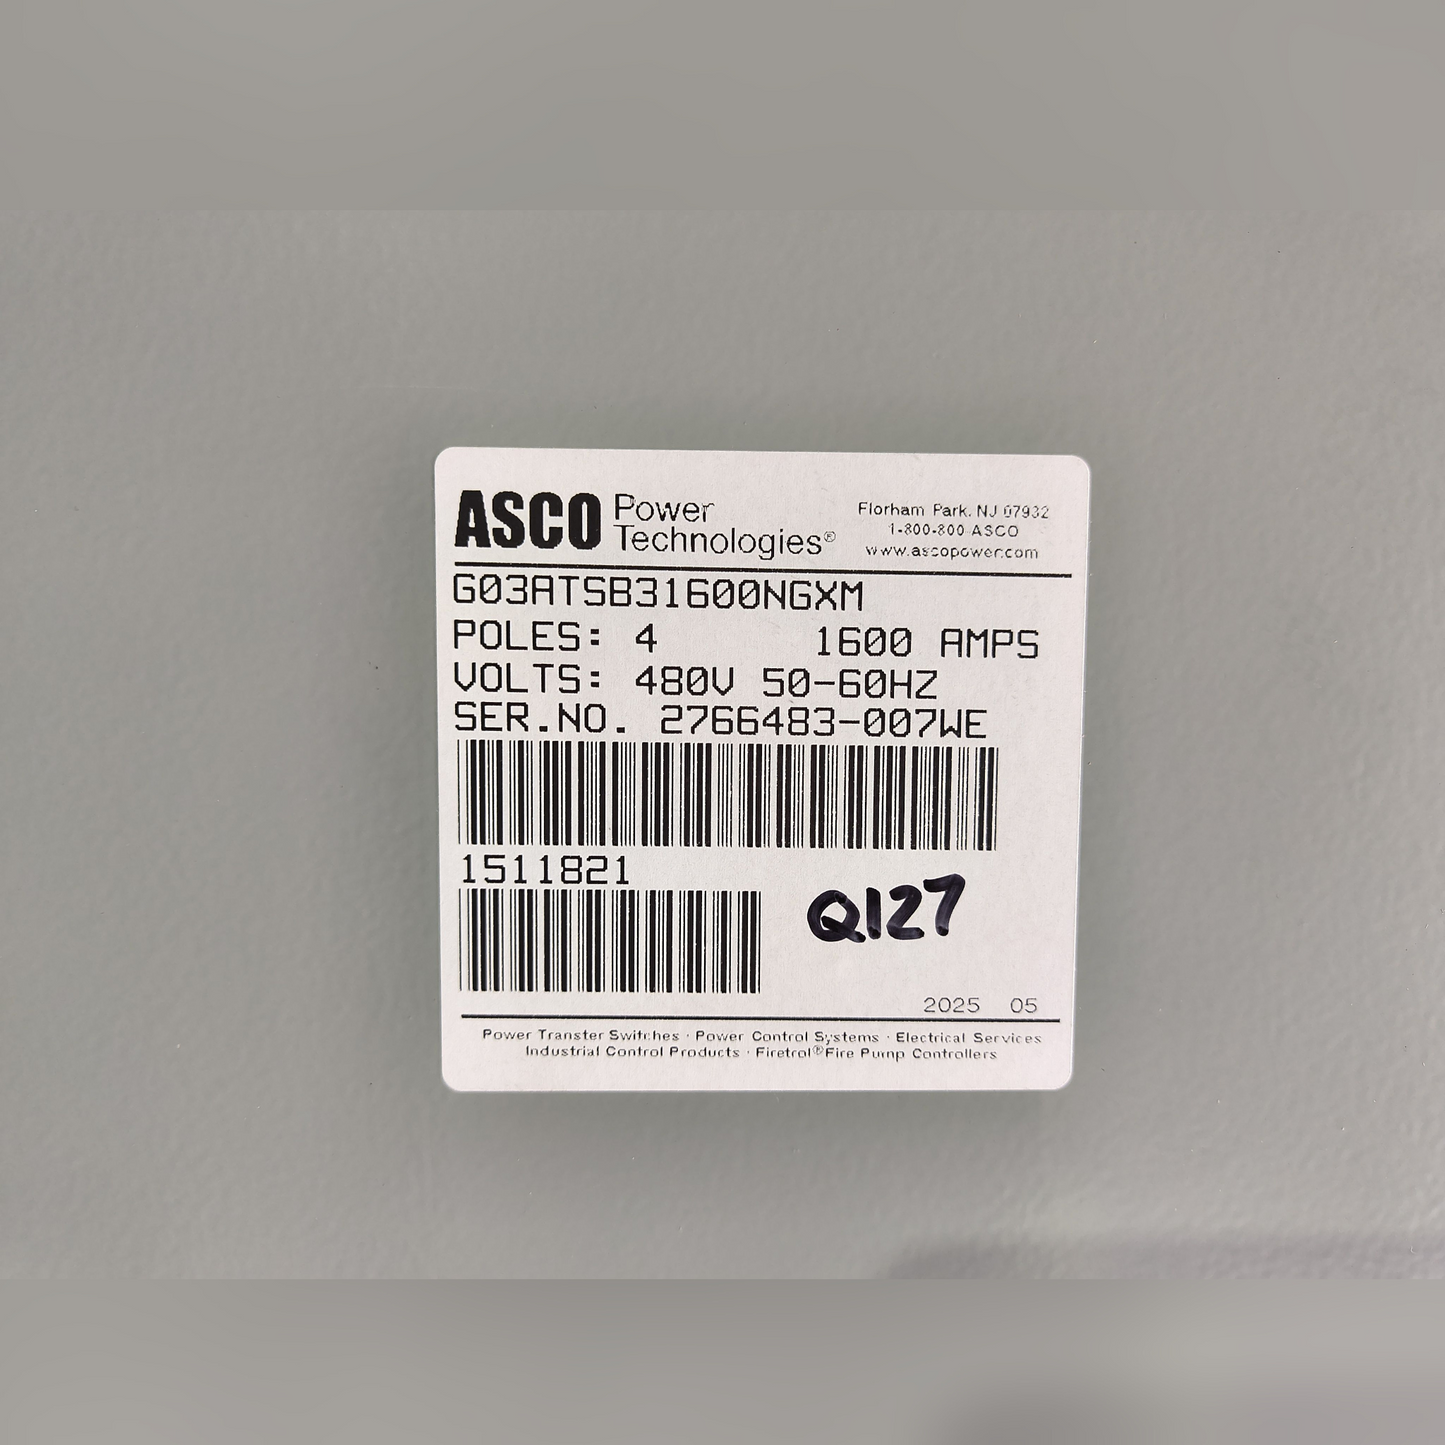 ASCO Power Technologies®
Florham Park, NJ 07932
1-800-800-ASCO
www.ascopower.com
G03ATSB31600NGXM
POLES: 4 1600 AMPS
VOLTS: 480V 50-60HZ
SER.NO. 2766483-007WE
1511821
Q127
2025 05
Power Transfer Switches · Power Control Systems · Electrical Services
Industrial Control Products · Firetrol® Fire Pump Controllers